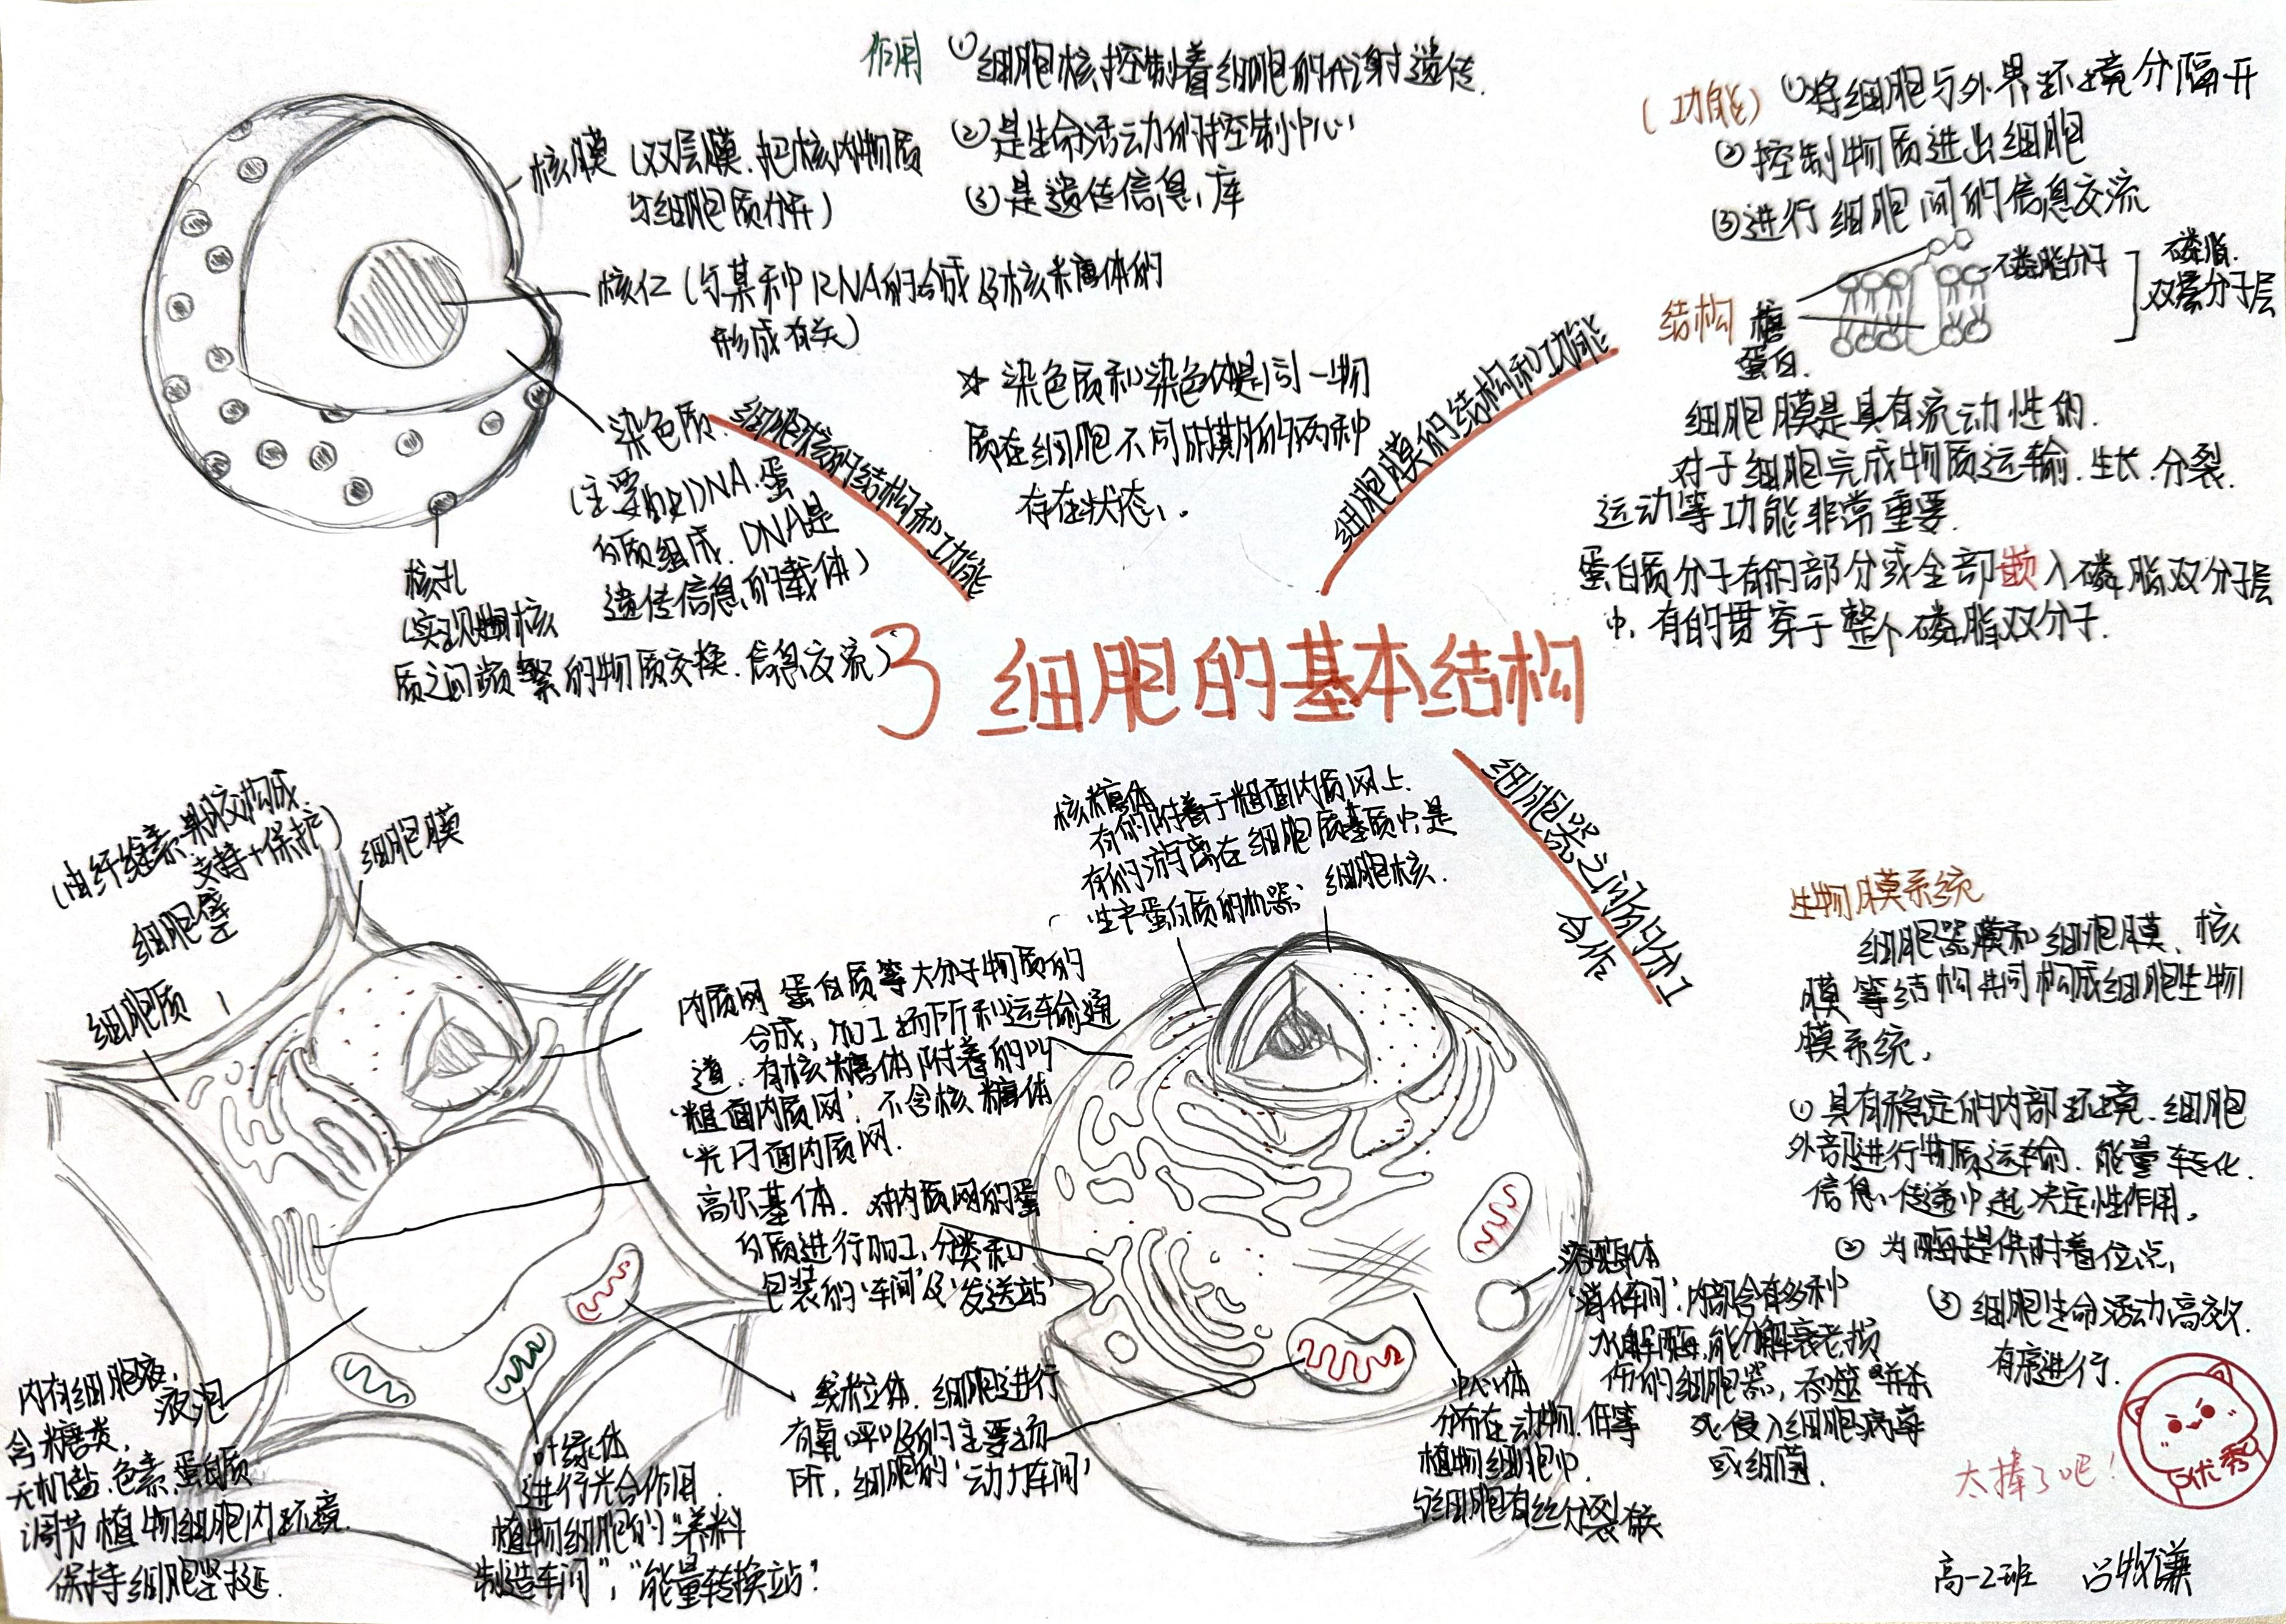 作用 ①细胞核控制着细胞的代谢遗传.
②是生命活动的控制中心
③是遗传信息库
核膜(双层膜.把核内物质
与细胞质分开)
核仁(与某种RNA的合成及核糖体的
形成有关)
染色质.
(主要由DNA.蛋
白质组成.DNA是
遗传信息的载体)
核孔
(实现核
质之间频繁的物质交换.信息交流)
☆染色质和染色体是同一物
质在细胞不同时期的两种
存在状态.
细胞核的结构和功能
细胞膜的结构和功能
(功能) ①将细胞与外界环境分隔开
②控制物质进出细胞
③进行细胞间的信息交流
结构 糖
蛋白.
磷脂分子
磷脂.
双层分子层
细胞膜是具有流动性的.
对于细胞完成物质运输.生长.分裂.
运动等功能非常重要.
蛋白质分子有的部分或全部嵌入磷脂双分子层
中,有的贯穿于整个磷脂双分子.
3 细胞的基本结构
细胞器之间的分工
合作
(由纤维素.果胶构成
支持+保护)
细胞壁
细胞膜
细胞质
核糖体
有的附着于粗面内质网上.
有的游离在细胞质基质中,是
“生产蛋白质的机器”
细胞核.
内质网 蛋白质等大分子物质的
合成,加工场所和运输通
道.有核糖体附着的叫
‘粗面内质网’.不含核糖体
‘光滑面内质网.
高尔基体.对内质网的蛋
白质进行加工,分类和
包装的‘车间’及‘发送站’
线粒体.细胞进行
有氧呼吸的主要场
所,细胞的‘动力车间’
叶绿体
进行光合作用.
植物细胞的“养料
制造车间”,“能量转换站”
液泡
内有细胞液,
含糖类,
无机盐.色素.蛋白质
调节植物细胞内环境.
保持细胞坚挺.
溶酶体
‘消化车间’.内部含有多种
水解酶,能分解衰老损
伤的细胞器,吞噬并杀
死侵入细胞病毒
或细菌.
中心体
分布在动物.低等
植物细胞中.
与细胞有丝分裂有关
生物膜系统
细胞器膜和细胞膜、核
膜等结构共同构成细胞生物
膜系统.
①具有稳定的内部环境.细胞
外部进行物质运输.能量转化.
信息传递中起决定性作用.
②为酶提供附着位点,
③细胞生命活动高效.
有序进行.
太棒了吧!
优秀
高一2班 吕牧谦